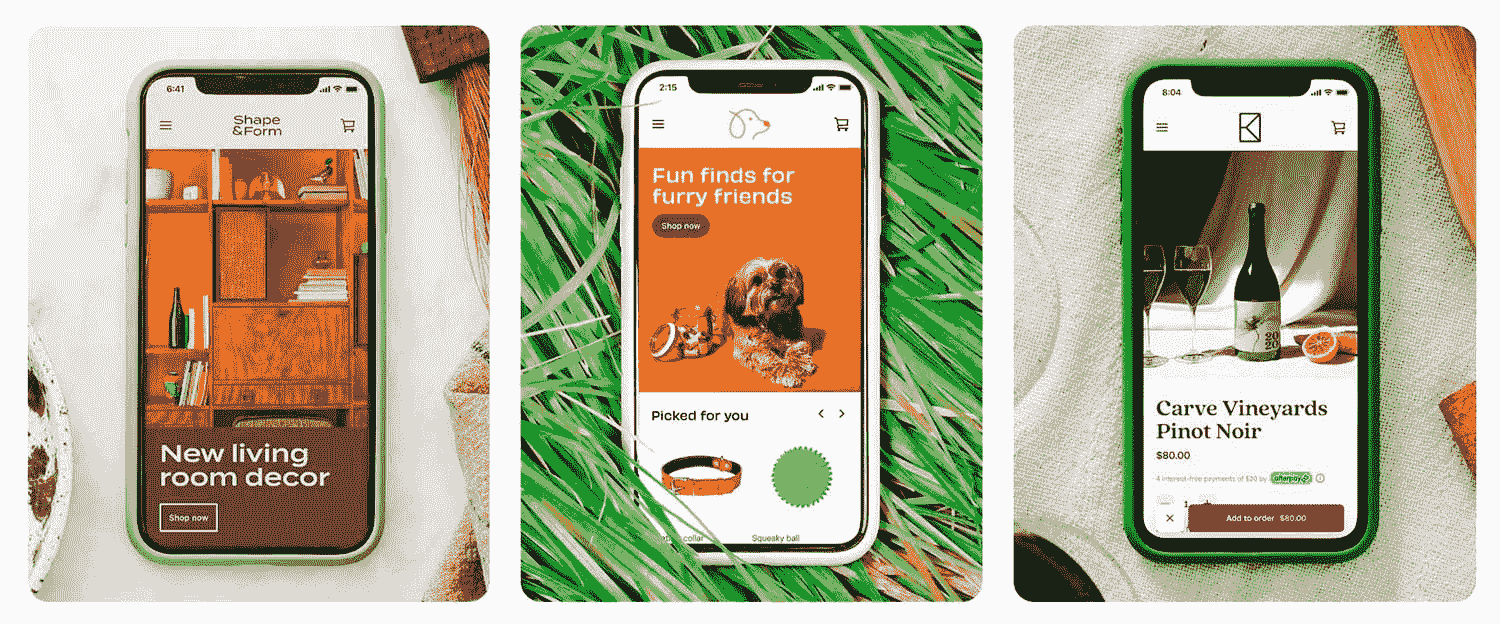 6:41
Shape
&Form
New living
room decor
Shop now
2:15
Fun finds for
furry friends
Shop now
Picked for you
collar
Squeaky ball
8:04
Carve Vineyards
Pinot Noir
$80.00
4 interest-free payments of $20 by afterpay
1
Add to order $80.00